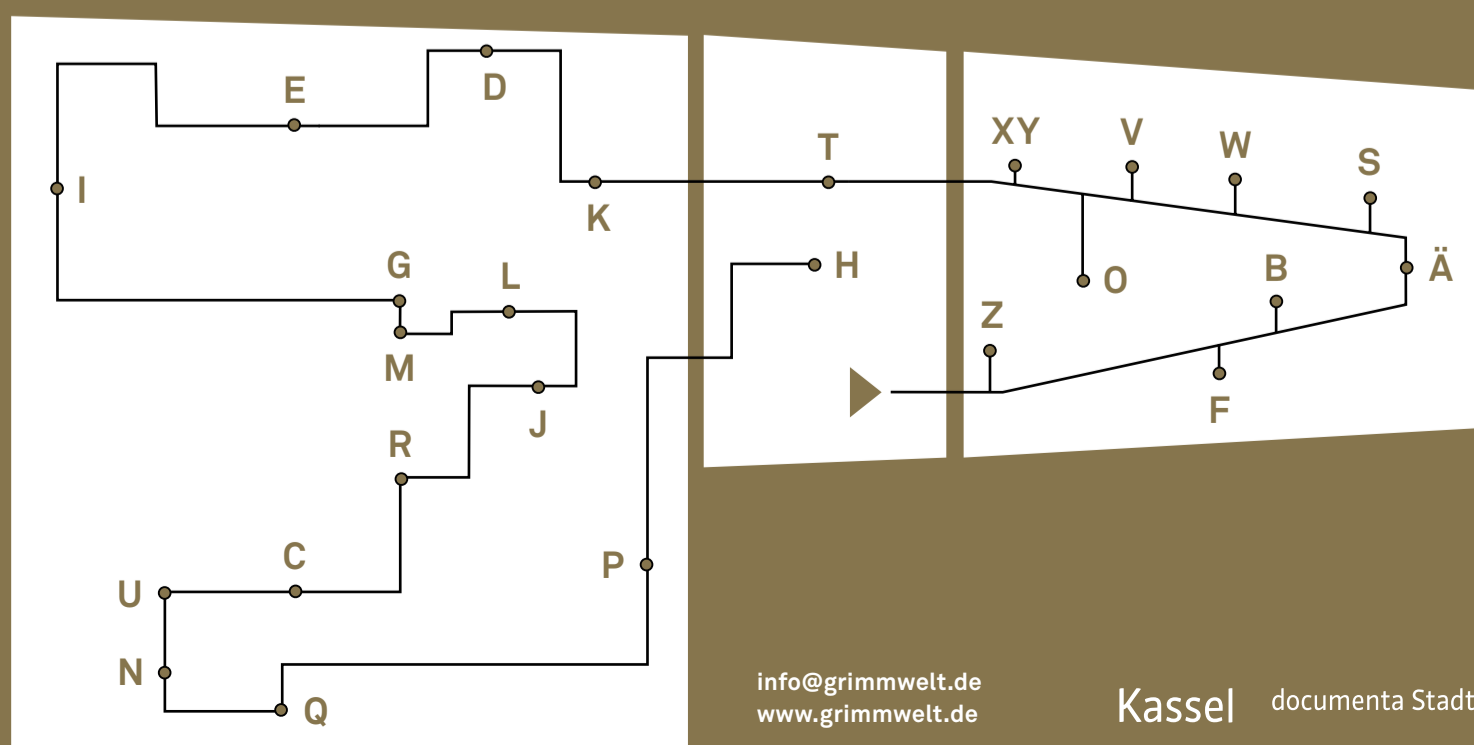 D
E
XY
V
T
W
S
I
K
G
L
H
B
Ä
O
Z
M
F
J
R
C
P
U
N
Q
info@grimmwelt.de
www.grimmwelt.de
Kassel
documenta Stadt